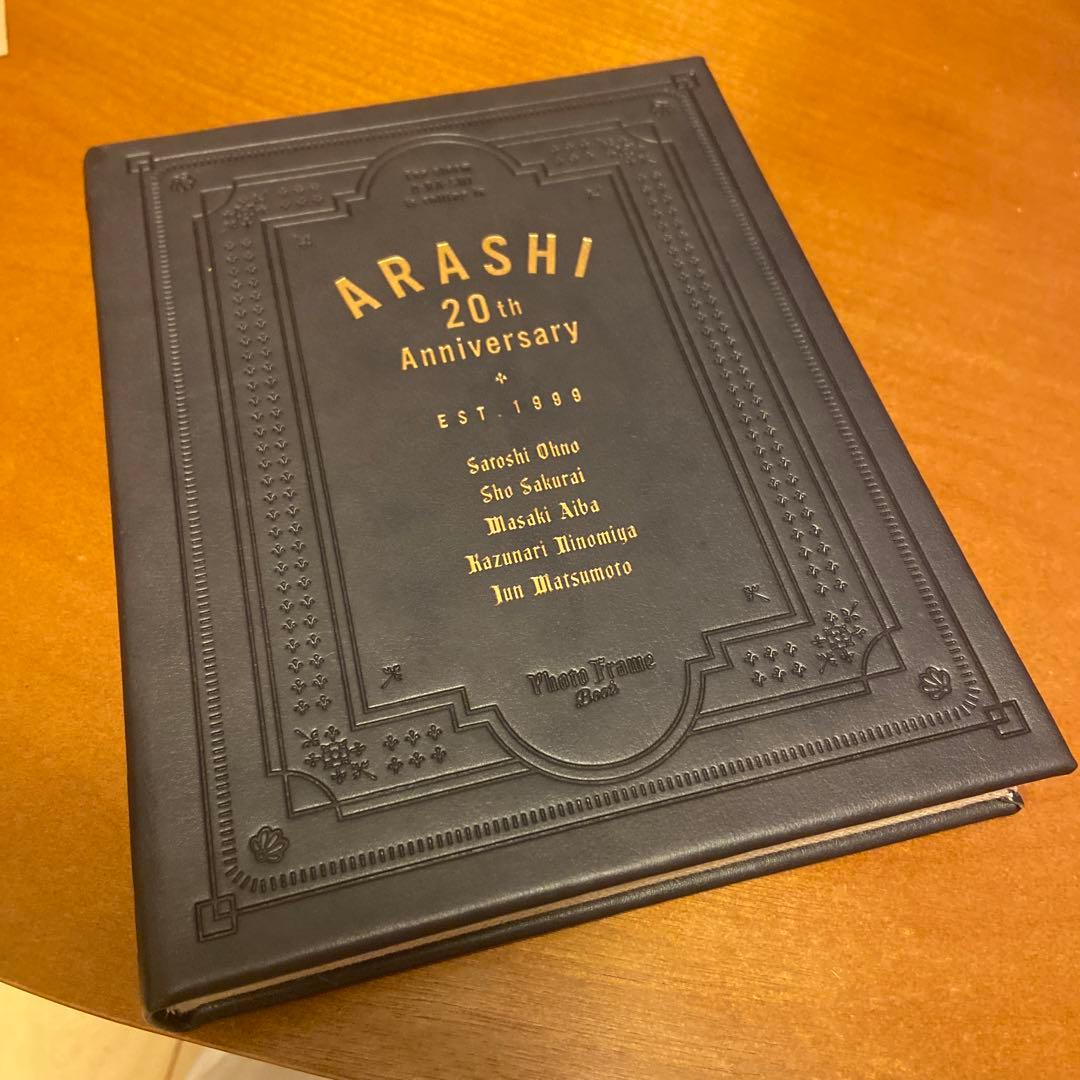 ARASHI
20th
Anniversary
EST. 1999
Satoshi Ohno
Sho Sakurai
Masaki Aiba
Kazunari Ninomiya
Jun Matsumoto
Photo Frame
Book